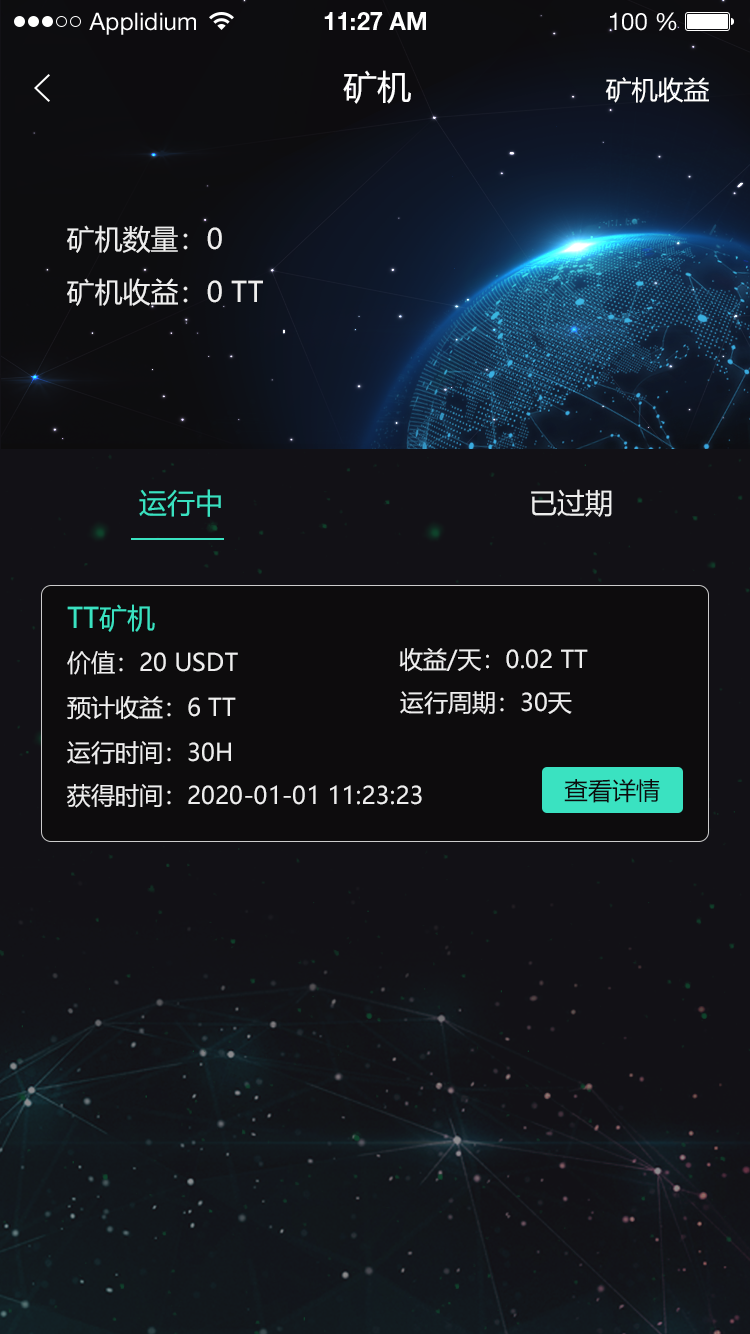 Applidium 11:27 AM 100 %
矿机 矿机收益
矿机数量：0
矿机收益：0 TT
运行中 已过期
TT矿机
价值：20 USDT 收益/天：0.02 TT
预计收益：6 TT 运行周期：30天
运行时间：30H
获得时间：2020-01-01 11:23:23 查看详情